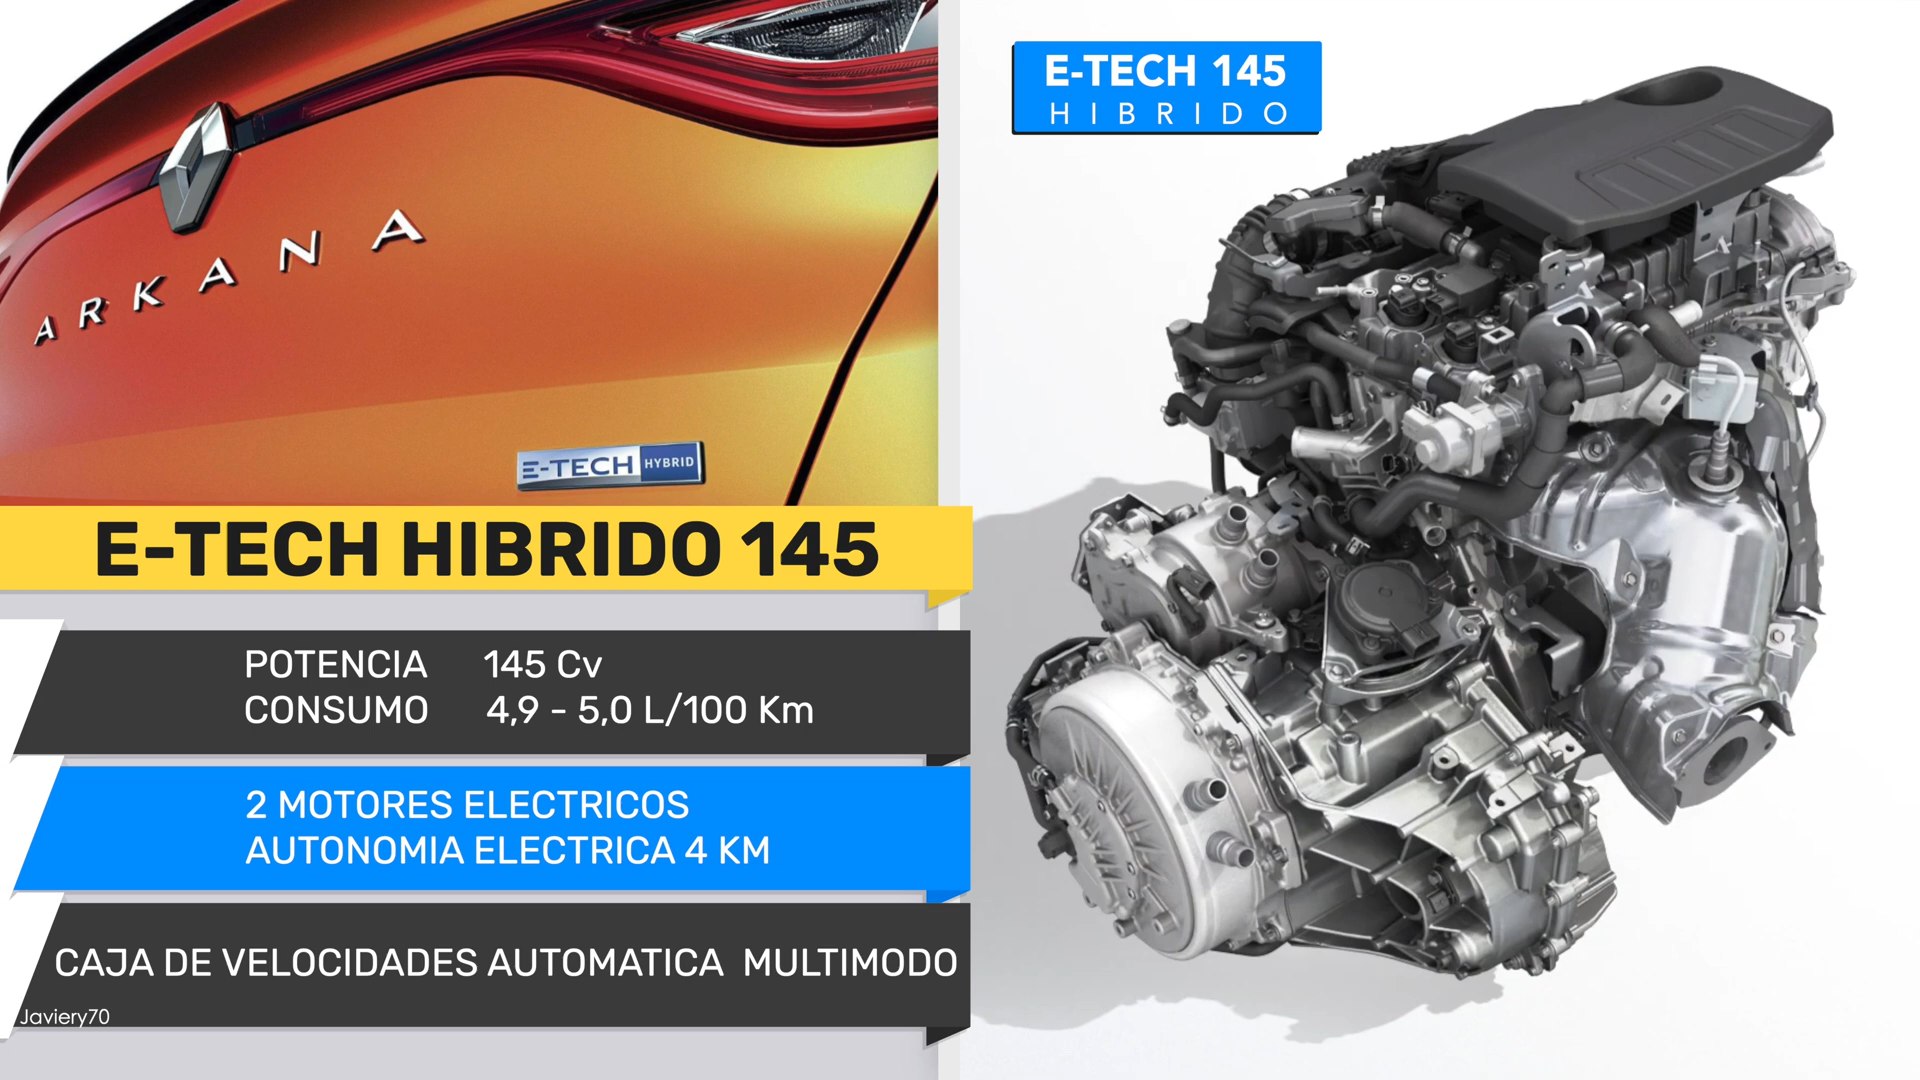 ARKANA
E-TECH HYBRID
E-TECH HIBRIDO 145
POTENCIA 145 Cv
CONSUMO 4,9 - 5,0 L/100 Km
2 MOTORES ELECTRICOS
AUTONOMIA ELECTRICA 4 KM
CAJA DE VELOCIDADES AUTOMATICA MULTIMODO
Javiery70
E-TECH 145
HIBRIDO